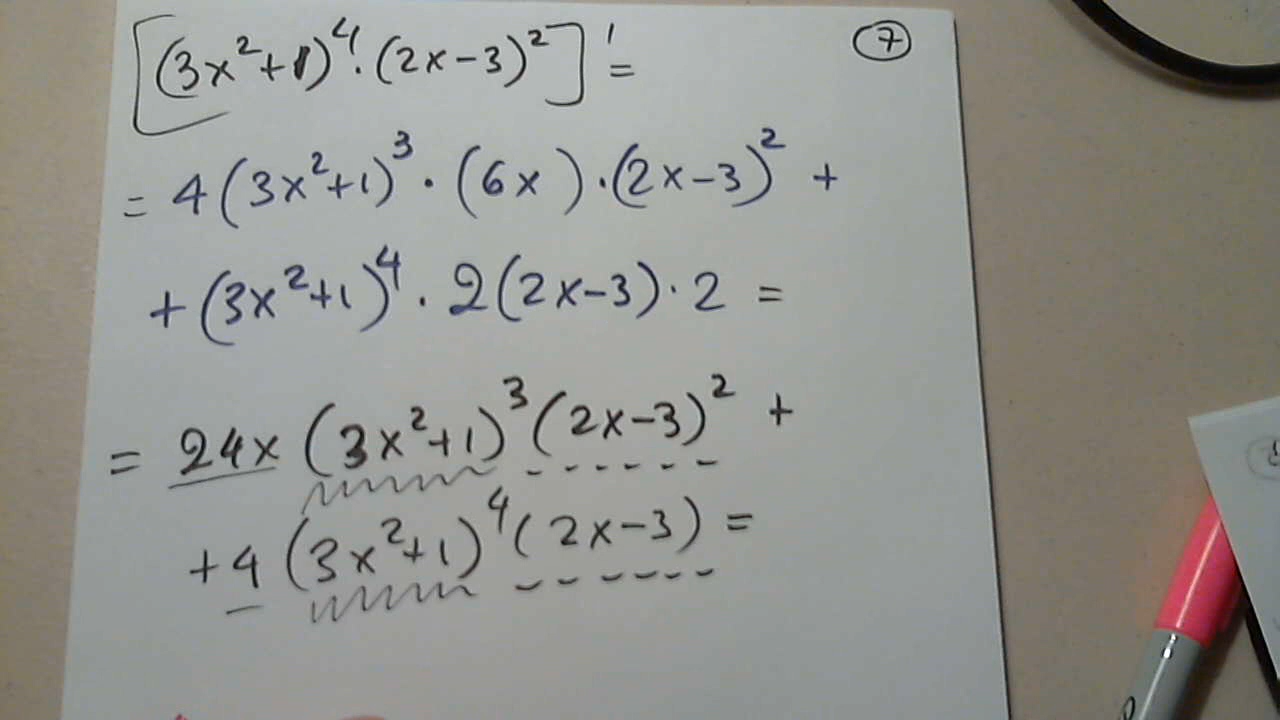 [(3x²+1)⁴·(2x-3)²]' =
7
= 4(3x²+1)³·(6x)·(2x-3)² +
+(3x²+1)⁴·2(2x-3)·2 =
= 24x(3x²+1)³(2x-3)² +
+4(3x²+1)⁴(2x-3) =